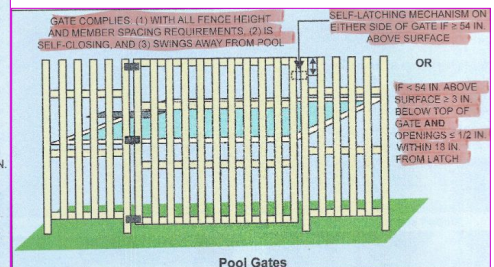 GATE COMPLIES: (1) WITH ALL FENCE HEIGHT
AND MEMBER SPACING REQUIREMENTS, (2) IS
SELF-CLOSING, AND (3) SWINGS AWAY FROM POOL
SELF-LATCHING MECHANISM ON
EITHER SIDE OF GATE IF ≥ 54 IN.
ABOVE SURFACE
OR
IF < 54 IN. ABOVE
SURFACE ≥ 3 IN.
BELOW TOP OF
GATE AND
OPENINGS ≤ 1/2 IN.
WITHIN 18 IN.
FROM LATCH
N.
Pool Gates